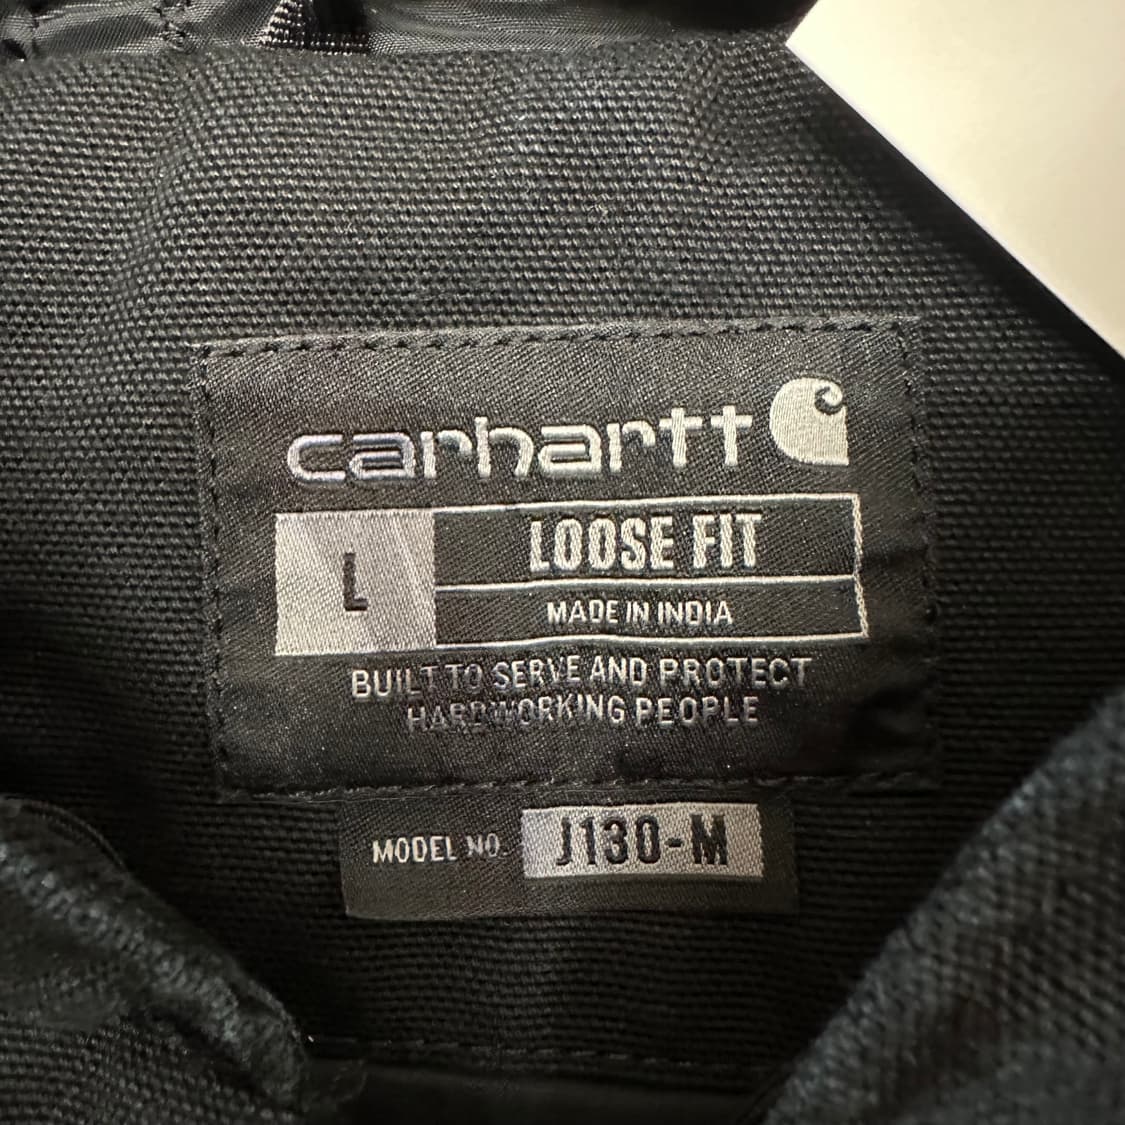 carhartt
L
LOOSE FIT
MADE IN INDIA
BUILT TO SERVE AND PROTECT
HARDWORKING PEOPLE
MODEL NO. J130-M